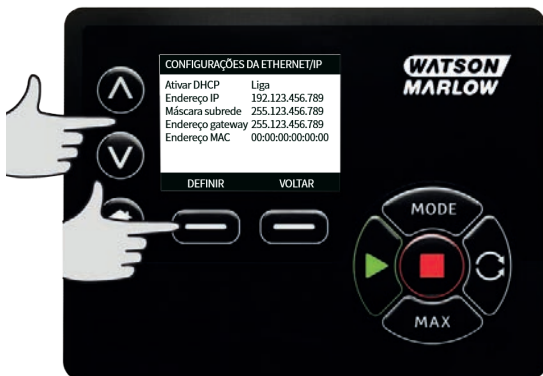 CONFIGURAÇÕES DA ETHERNET/IP
Ativar DHCP Liga
Endereço IP 192.123.456.789
Máscara subrede 255.123.456.789
Endereço gateway 255.123.456.789
Endereço MAC 00:00:00:00:00:00
DEFINIR VOLTAR
WATSON
MARLOW
MODE
MAX